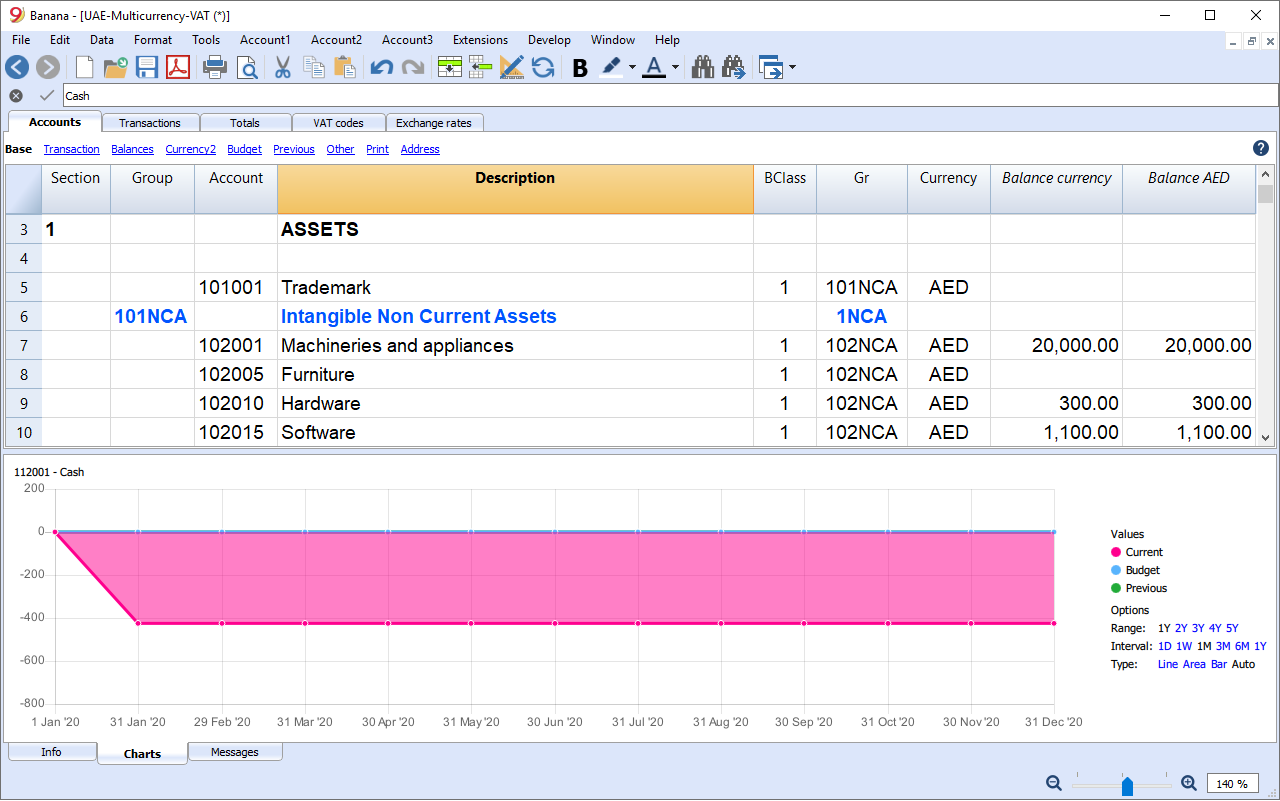 Banana - [UAE-Multicurrency-VAT (*)]
File Edit Data Format Tools Account1 Account2 Account3 Extensions Develop Window Help
B A
Cash
Accounts Transactions Totals VAT codes Exchange rates
Base Transaction Balances Currency2 Budget Previous Other Print Address ?
Section Group Account Description BClass Gr Currency Balance currency Balance AED
3 1 ASSETS
4
5 101001 Trademark 1 101NCA AED
6 101NCA Intangible Non Current Assets 1NCA
7 102001 Machineries and appliances 1 102NCA AED 20,000.00 20,000.00
8 102005 Furniture 1 102NCA AED
9 102010 Hardware 1 102NCA AED 300.00 300.00
10 102015 Software 1 102NCA AED 1,100.00 1,100.00
112001 - Cash
200
0
-200
-400
-600
-800
1 Jan '20 31 Jan '20 29 Feb '20 31 Mar '20 30 Apr '20 31 May '20 30 Jun '20 31 Jul '20 31 Aug '20 30 Sep '20 31 Oct '20 30 Nov '20 31 Dec '20
Values
Current
Budget
Previous
Options
Range: 1Y 2Y 3Y 4Y 5Y
Interval: 1D 1W 1M 3M 6M 1Y
Type: Line Area Bar Auto
Info Charts Messages
140 %